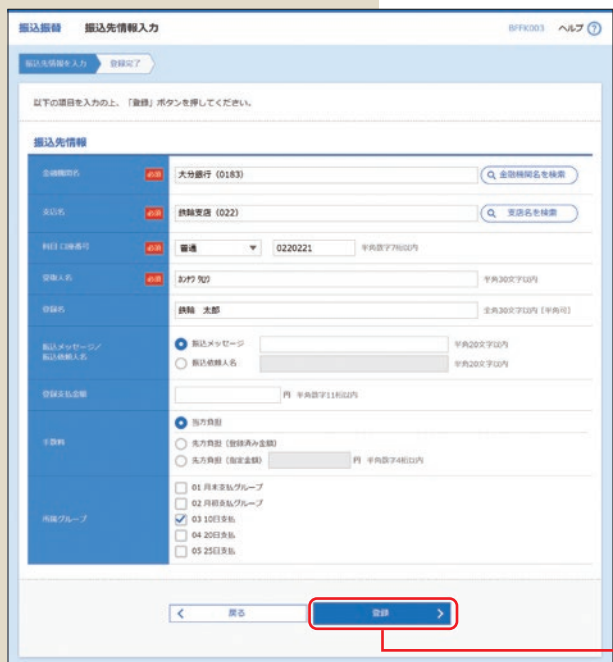 振込振替 振込先情報入力 BFFK003 ヘルプ ?
振込先情報を入力 登録完了
以下の項目を入力の上、「登録」ボタンを押してください。
振込先情報
金融機関名 必須 大分銀行（0183） 金融機関名を検索
支店名 必須 鉄輪支店（022） 支店名を検索
科目 口座番号 必須 普通 0220221 半角数字7桁以内
受取人名 必須 ｶﾝﾅﾜ ﾀﾛｳ 半角30文字以内
登録名 鉄輪 太郎 全角30文字以内［半角可］
振込メッセージ／
振込依頼人名
振込メッセージ 半角20文字以内
振込依頼人名 半角20文字以内
登録支払金額 円 半角数字11桁以内
手数料
当方負担
先方負担（登録済み金額）
先方負担（指定金額） 円 半角数字4桁以内
所属グループ
01 月末支払グループ
02 月初支払グループ
03 10日支払
04 20日支払
05 25日支払
戻る 登録